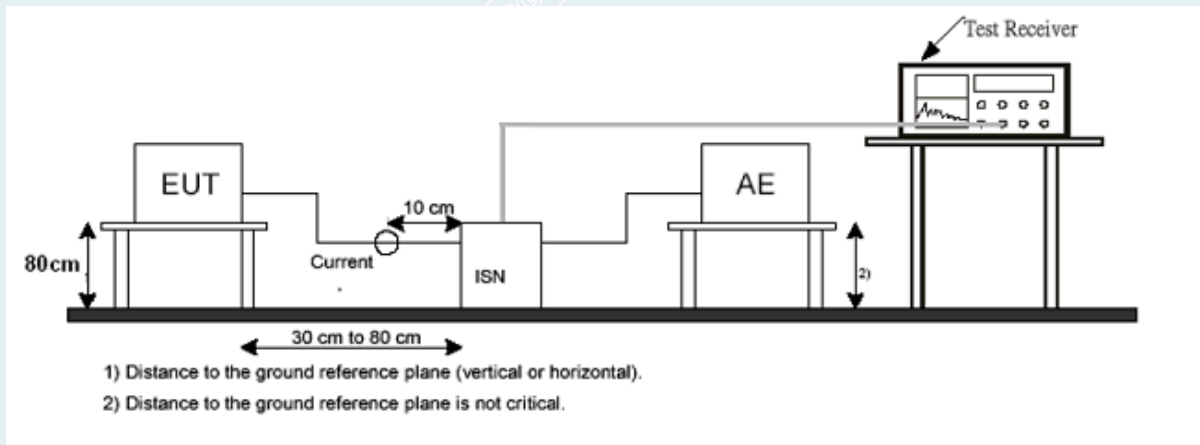 Test Receiver
EUT
AE
10 cm
80cm
Current
ISN
2)
30 cm to 80 cm
1) Distance to the ground reference plane (vertical or horizontal).
2) Distance to the ground reference plane is not critical.